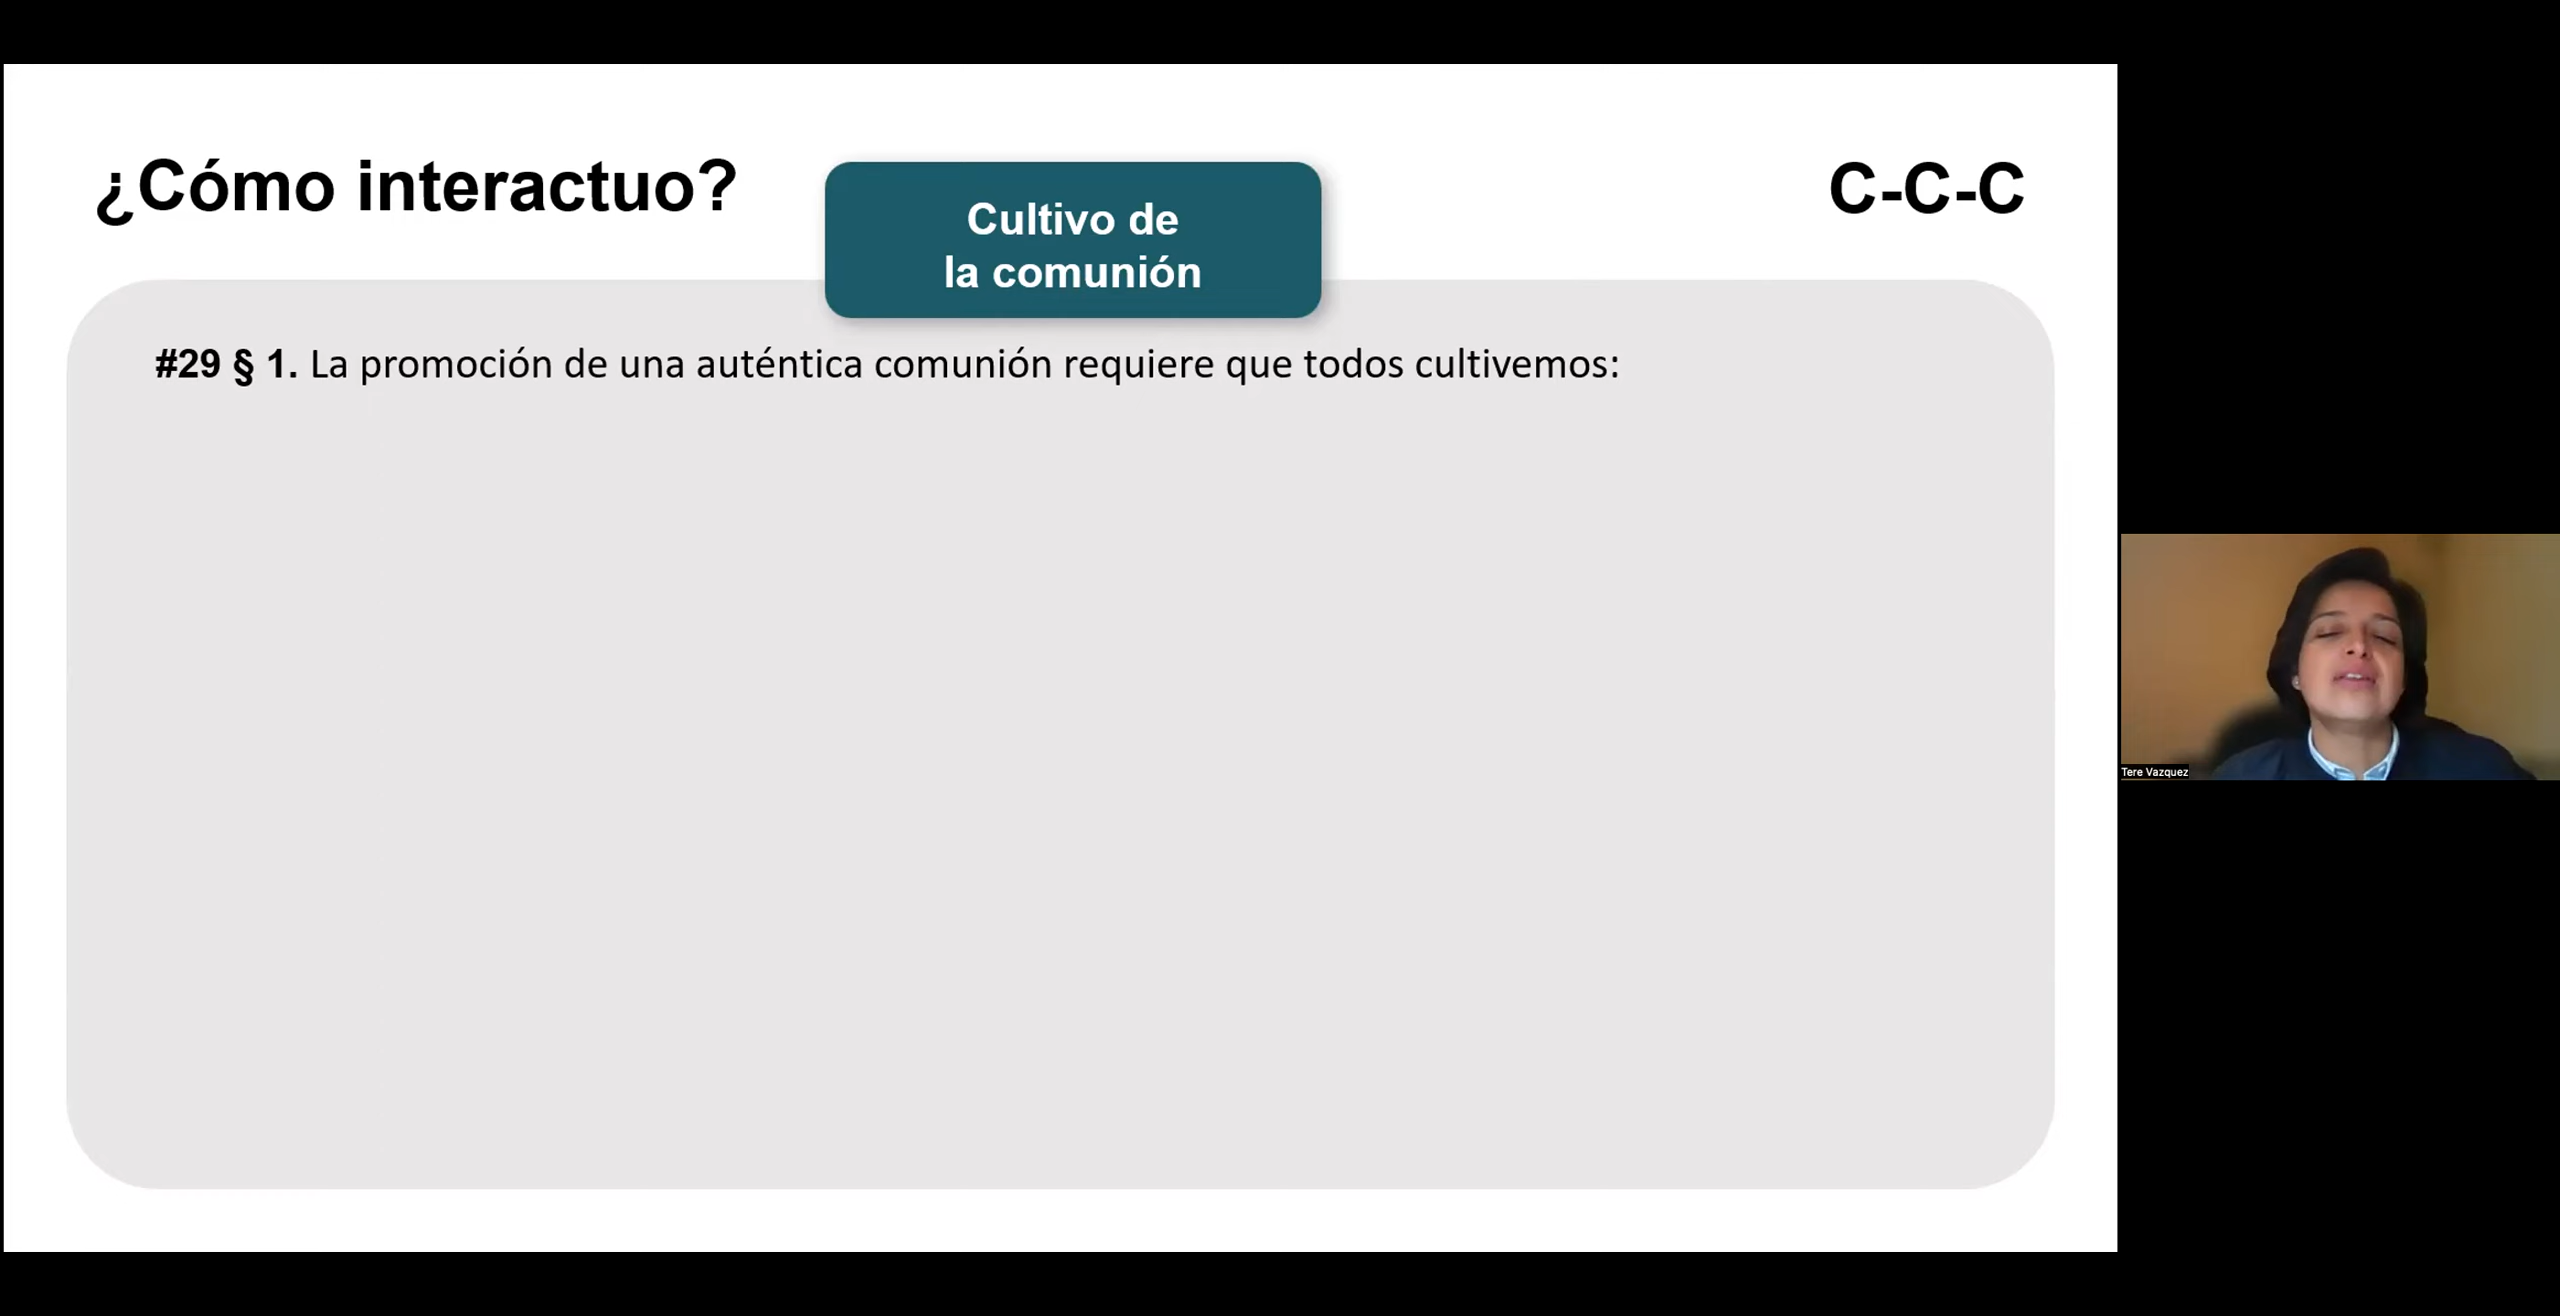 ¿Cómo interactuo?
C-C-C
Cultivo de
la comunión
#29 § 1. La promoción de una auténtica comunión requiere que todos cultivemos:
Tere Vazquez